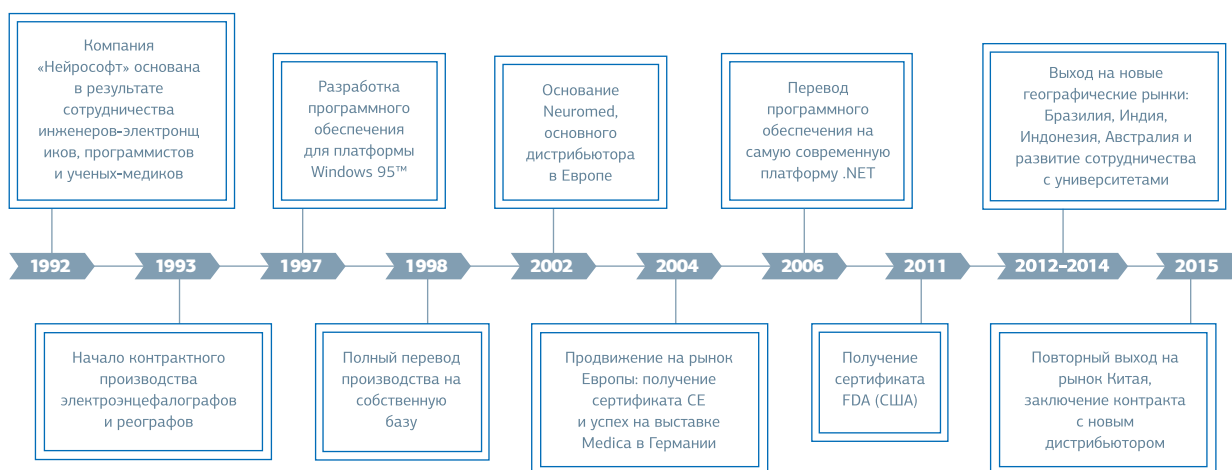 Компания
«Нейрософт» основана
в результате
сотрудничества
инженеров-электронщ
иков, программистов
и ученых-медиков
Разработка
программного
обеспечения
для платформы
Windows 95™
Основание
Neuromed,
основного
дистрибьютора
в Европе
Перевод
программного
обеспечения на
самую современную
платформу .NET
Выход на новые
географические рынки:
Бразилия, Индия,
Индонезия, Австралия и
развитие сотрудничества
с университетами
1992
1993
1997
1998
2002
2004
2006
2011
2012–2014
2015
Начало контрактного
производства
электроэнцефалографов
и реографов
Полный перевод
производства на
собственную
базу
Продвижение на рынок
Европы: получение
сертификата CE
и успех на выставке
Medica в Германии
Получение
сертификата
FDA (США)
Повторный выход на
рынок Китая,
заключение контракта
с новым
дистрибьютором